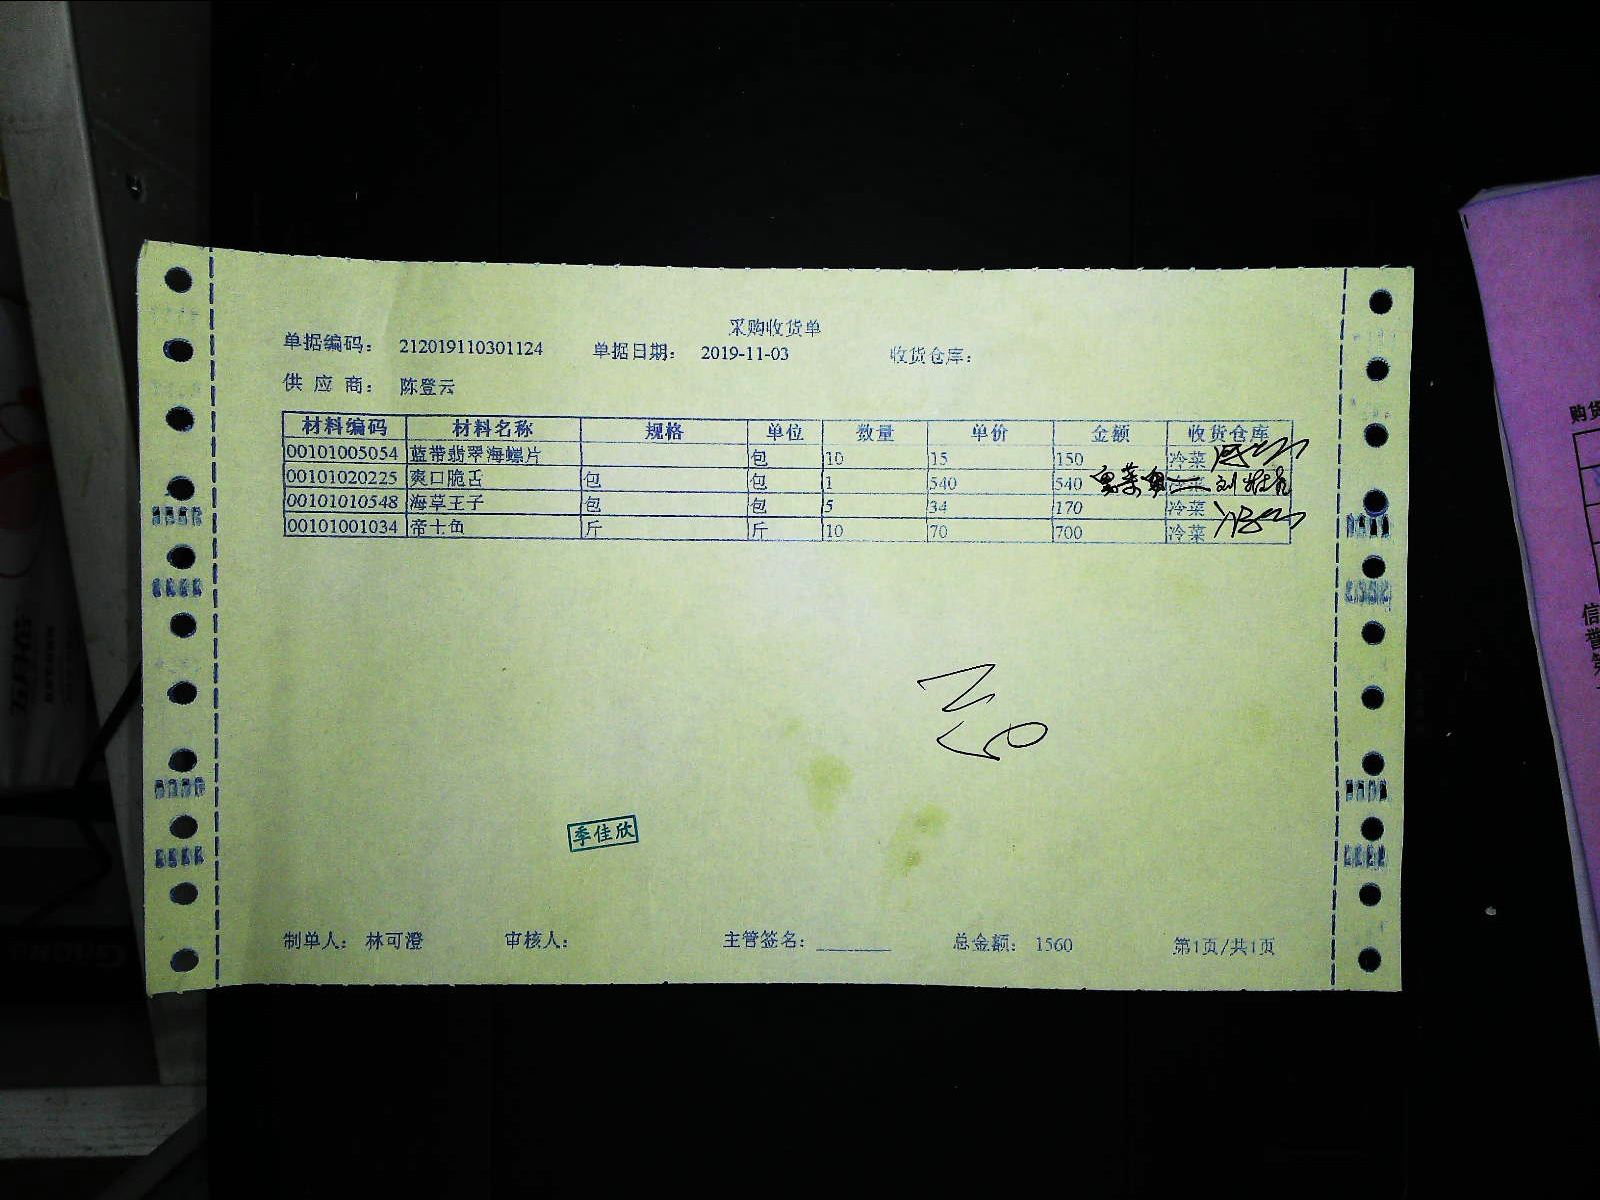 采购收货单
单据编码： 212019110301124 单据日期： 2019-11-03 收货仓库：
供 应 商： 陈登云
材料编码 材料名称 规格 单位 数量 单价 金额 收货仓库
00101005054 蓝带翡翠海螺片 包 10 15 150 冷菜
00101020225 爽口脆舌 包 包 1 540 540 冷菜
00101010548 海草王子 包 包 5 34 170 冷菜
00101001034 帝王鱼 斤 斤 10 70 700 冷菜
季佳欣
制单人： 林可澄 审核人： 主管签名： 总金额： 1560 第1页/共1页
购货